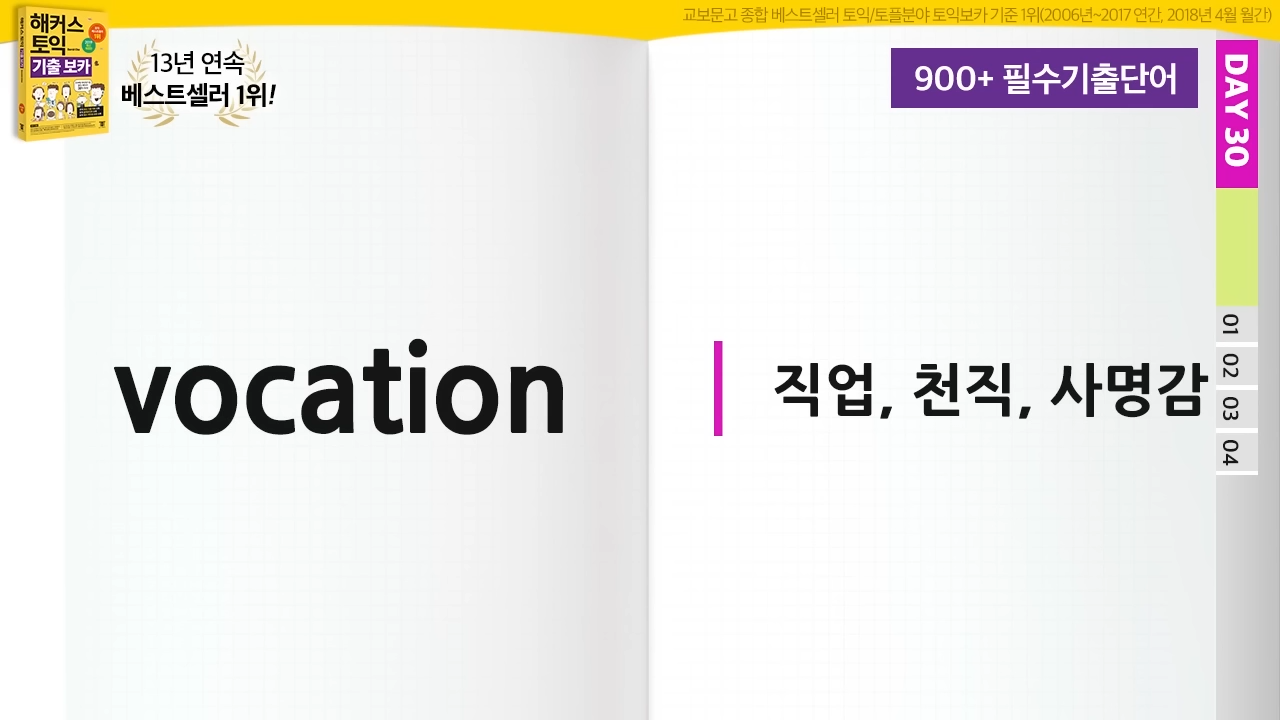 교보문고 종합 베스트셀러 토익/토플분야 토익보카 기준 1위(2006년~2017 연간, 2018년 4월 월간)
해커스
토익
기출 보카
13년 연속
베스트셀러 1위!
900+ 필수기출단어
DAY 30
01
02
03
04
vocation
직업, 천직, 사명감